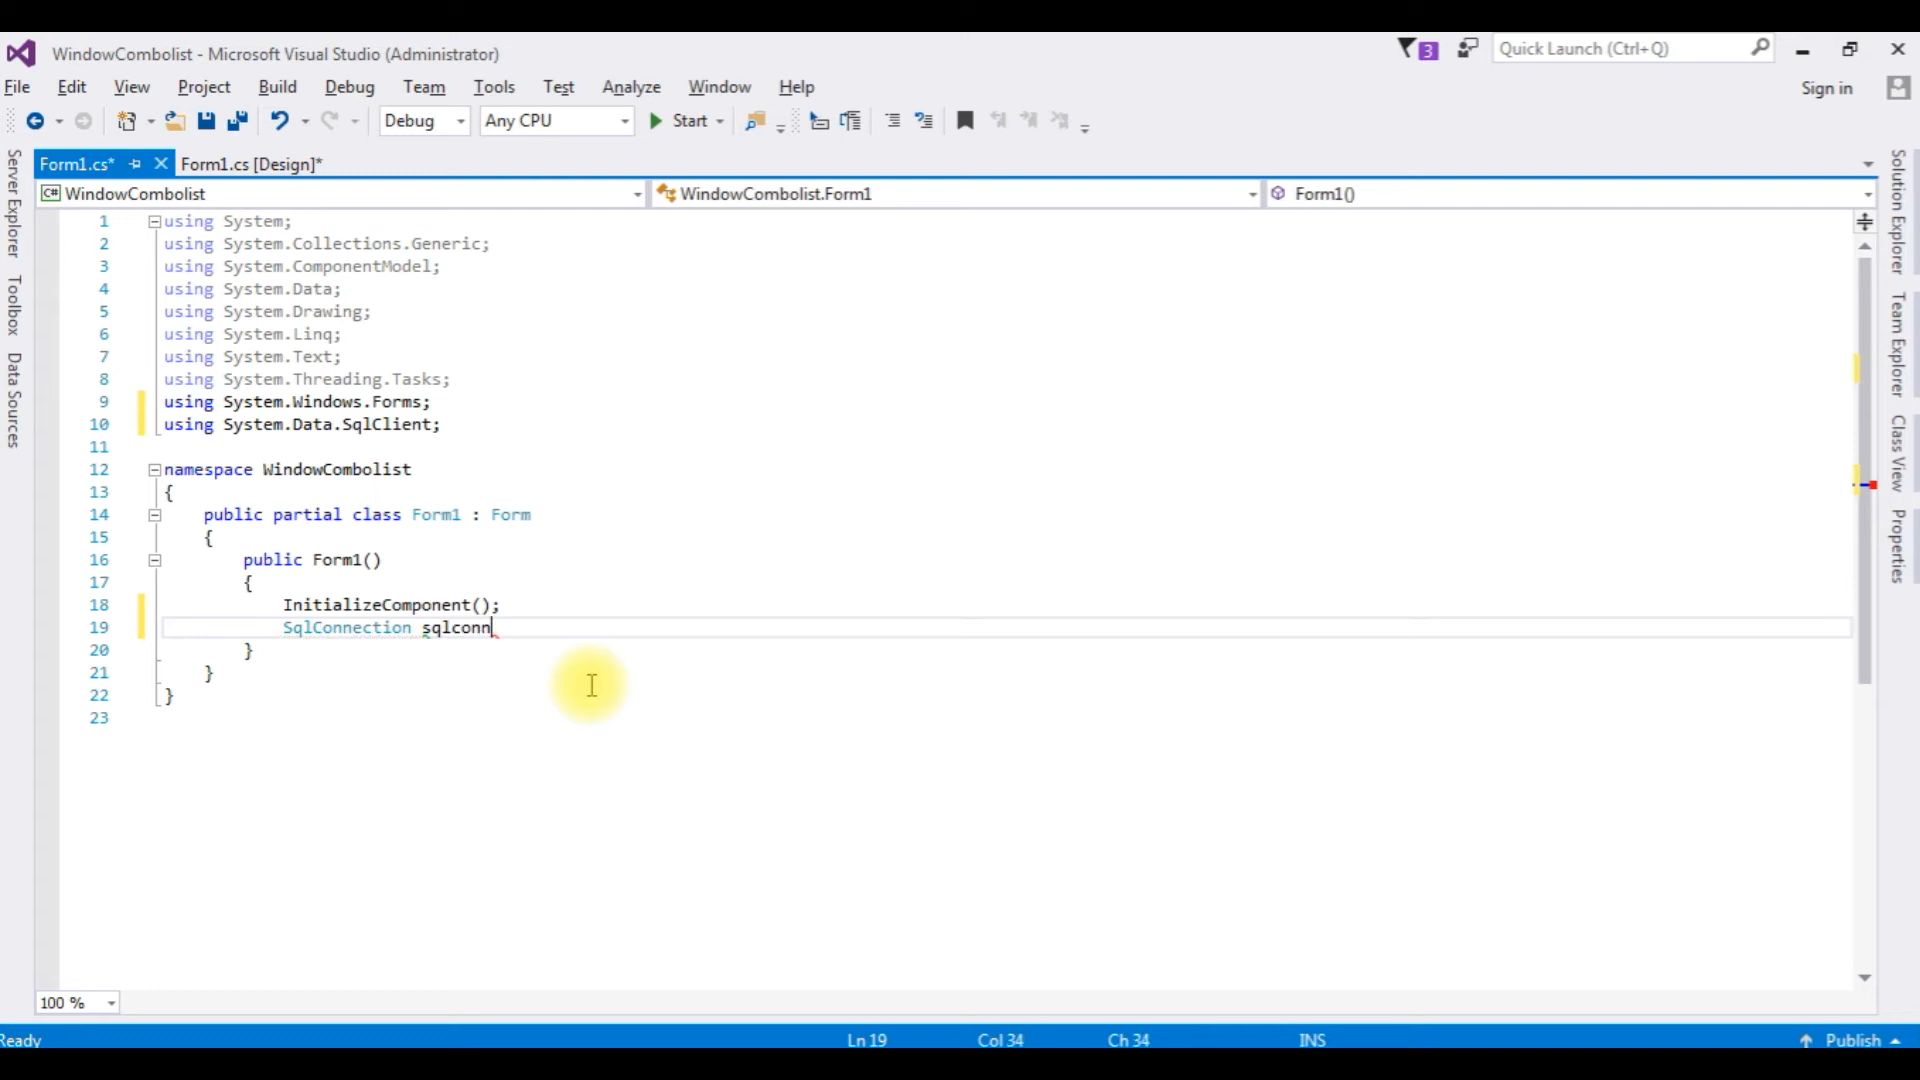 WindowCombolist - Microsoft Visual Studio (Administrator)
3
Quick Launch (Ctrl+Q)
File Edit View Project Build Debug Team Tools Test Analyze Window Help
Sign in
Debug Any CPU Start
Form1.cs* Form1.cs [Design]*
C# WindowCombolist WindowCombolist.Form1 Form1()
Server Explorer
Toolbox
Data Sources
1 using System;
2 using System.Collections.Generic;
3 using System.ComponentModel;
4 using System.Data;
5 using System.Drawing;
6 using System.Linq;
7 using System.Text;
8 using System.Threading.Tasks;
9 using System.Windows.Forms;
10 using System.Data.SqlClient;
11
12 namespace WindowCombolist
13 {
14 public partial class Form1 : Form
15 {
16 public Form1()
17 {
18 InitializeComponent();
19 SqlConnection sqlconn
20 }
21 }
22 }
23
Solution Explorer
Team Explorer
Class View
Properties
100 %
Ready Ln 19 Col 34 Ch 34 INS Publish